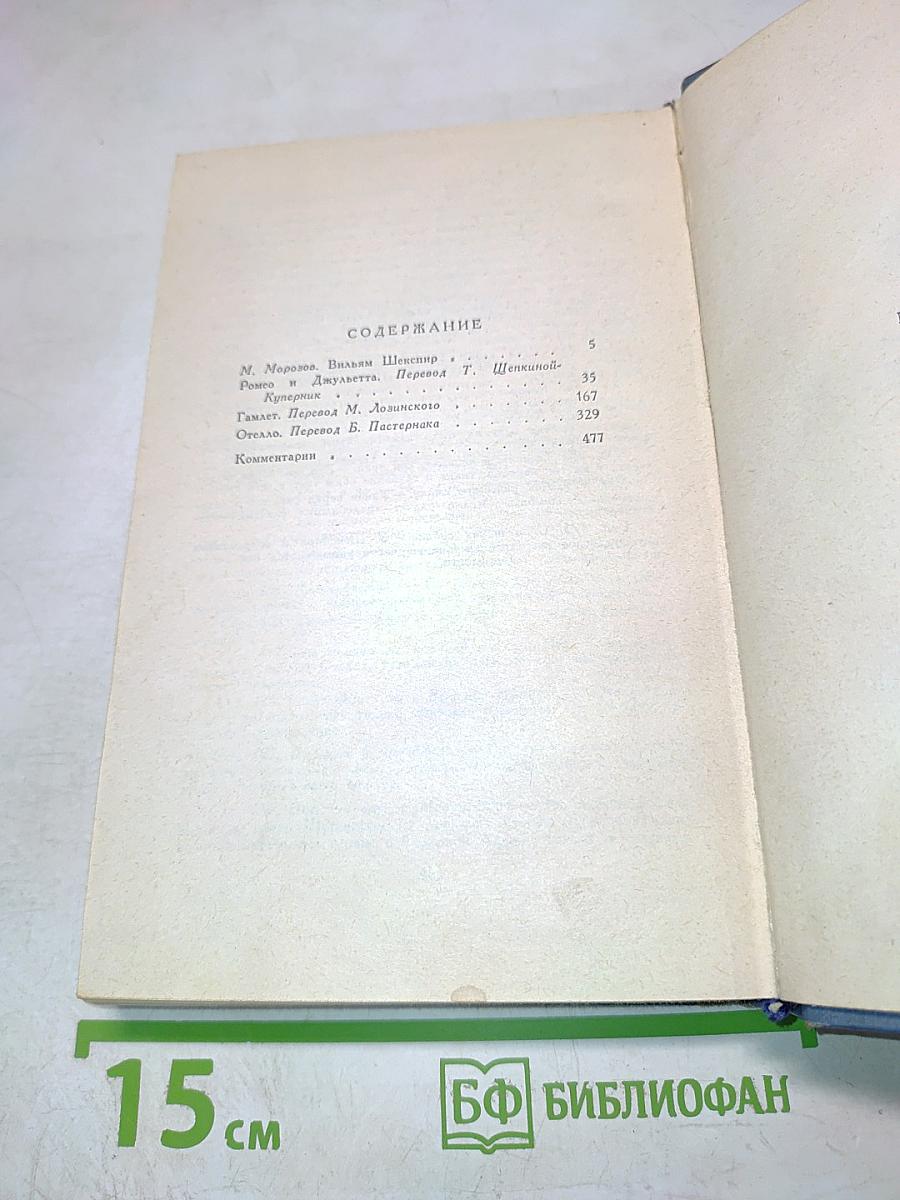 СОДЕРЖАНИЕ
М. Морозов. Вильям Шекспир . . . . . . . 5
Ромео и Джульетта. Перевод Т. Щепкиной-
Куперник . . . . . . . . . . . . 35
Гамлет. Перевод М. Лозинского . . . . . . . 167
Отелло. Перевод Б. Пастернака . . . . . . . 329
Комментарии . . . . . . . . . . . . 477
15 см
БФ БИБЛИОФАН